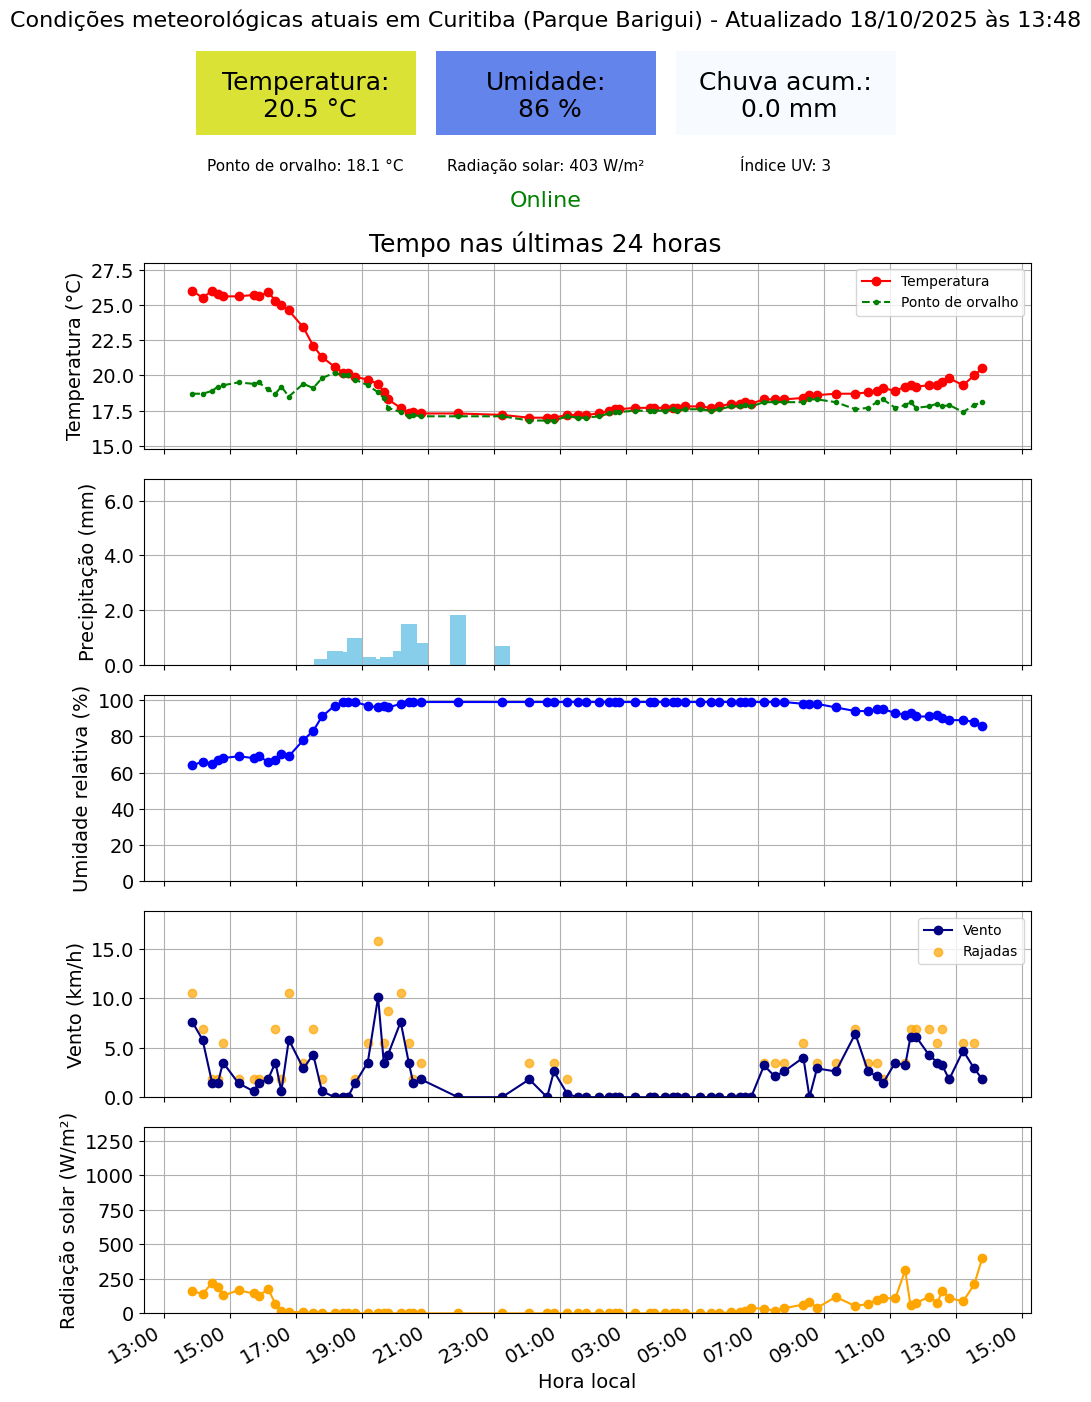 Condições meteorológicas atuais em Curitiba (Parque Barigui) - Atualizado 18/10/2025 às 13:48
Temperatura:
20.5 °C
Umidade:
86 %
Chuva acum.:
0.0 mm
Ponto de orvalho: 18.1 °C
Radiação solar: 403 W/m²
Índice UV: 3
Online
Tempo nas últimas 24 horas
Temperatura (°C)
27.5
25.0
22.5
20.0
17.5
15.0
Temperatura
Ponto de orvalho
Precipitação (mm)
6.0
4.0
2.0
0.0
Umidade relativa (%)
100
80
60
40
20
0
Vento (km/h)
15.0
10.0
5.0
0.0
Vento
Rajadas
Radiação solar (W/m²)
1250
1000
750
500
250
0
13:00
15:00
17:00
19:00
21:00
23:00
01:00
03:00
05:00
07:00
09:00
11:00
13:00
15:00
Hora local